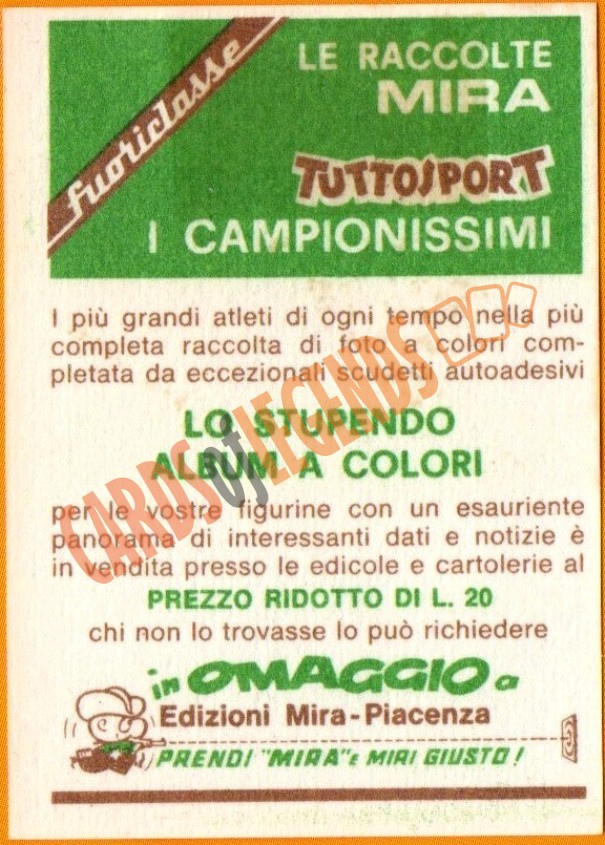 fuoriclasse
LE RACCOLTE
MIRA
TUTTOSPORT
I CAMPIONISSIMI
I più grandi atleti di ogni tempo nella più
completa raccolta di foto a colori com-
pletata da eccezionali scudetti autoadesivi
LO STUPENDO
ALBUM A COLORI
per le vostre figurine con un esauriente
panorama di interessanti dati e notizie è
in vendita presso le edicole e cartolerie al
PREZZO RIDOTTO DI L. 20
chi non lo trovasse lo può richiedere
in OMAGGIO a
Edizioni Mira-Piacenza
PRENDI "MIRA" E MIRI GIUSTO!
CARDS OF LEGENDS